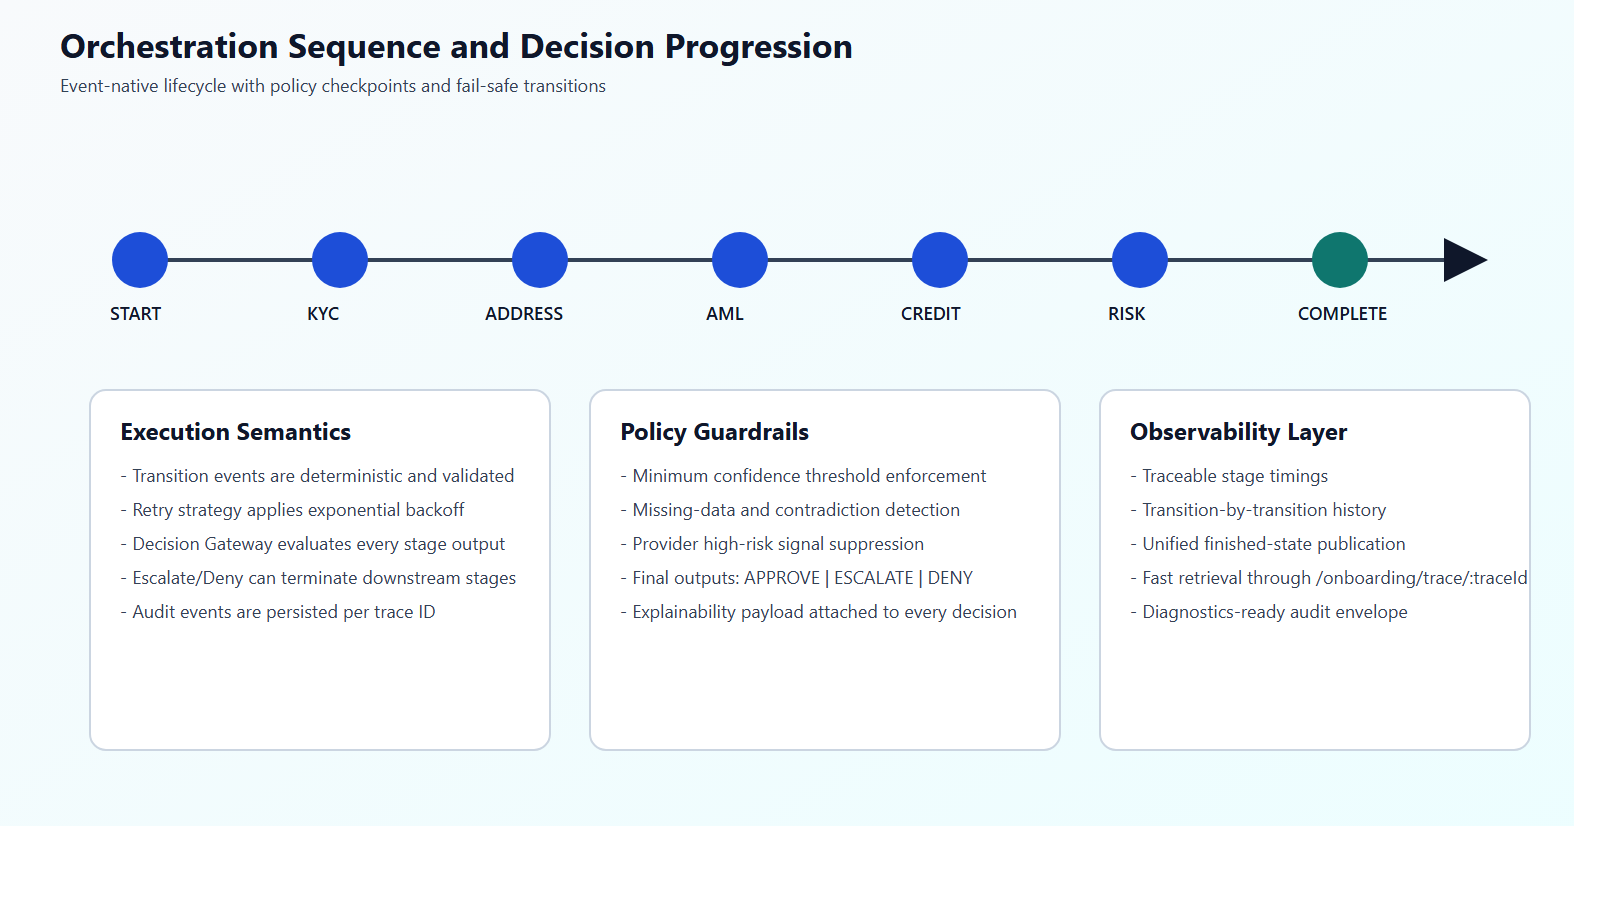 Orchestration Sequence and Decision Progression
Event-native lifecycle with policy checkpoints and fail-safe transitions
START
KYC
ADDRESS
AML
CREDIT
RISK
COMPLETE
Execution Semantics
- Transition events are deterministic and validated
- Retry strategy applies exponential backoff
- Decision Gateway evaluates every stage output
- Escalate/Deny can terminate downstream stages
- Audit events are persisted per trace ID
Policy Guardrails
- Minimum confidence threshold enforcement
- Missing-data and contradiction detection
- Provider high-risk signal suppression
- Final outputs: APPROVE | ESCALATE | DENY
- Explainability payload attached to every decision
Observability Layer
- Traceable stage timings
- Transition-by-transition history
- Unified finished-state publication
- Fast retrieval through /onboarding/trace/:traceId
- Diagnostics-ready audit envelope